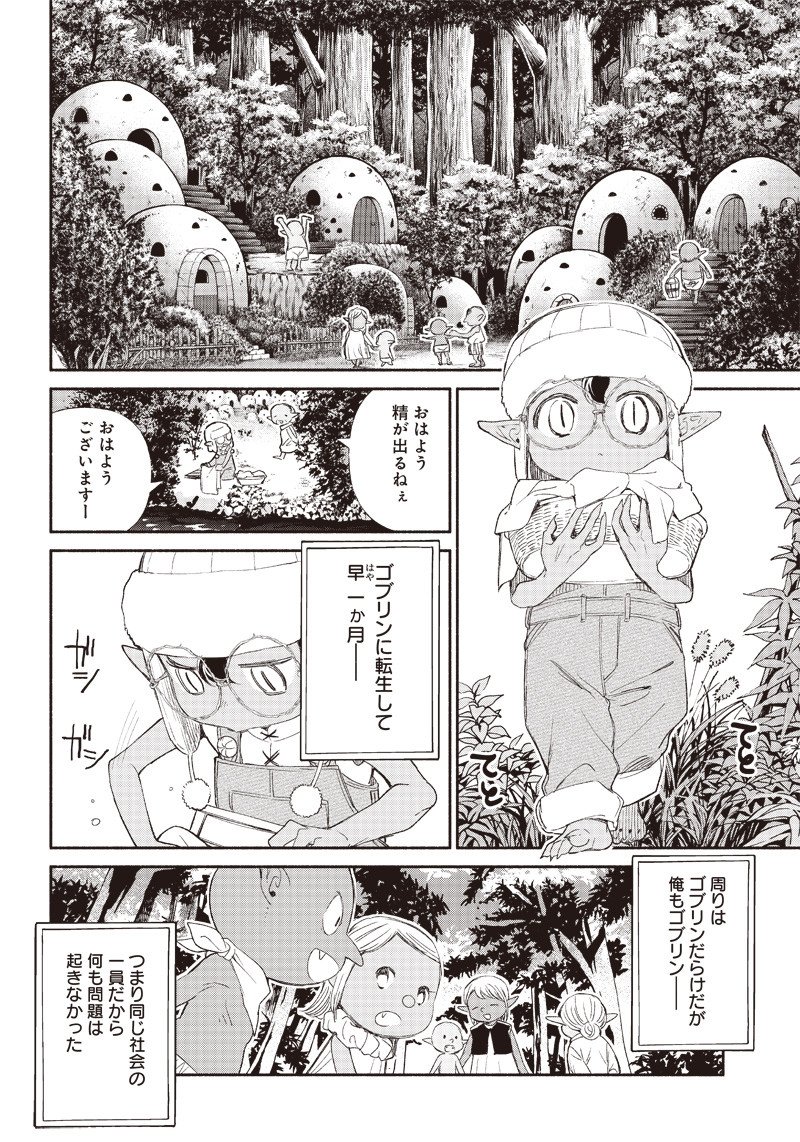 てと
てと
おはよう
精が出るねぇ
おはよう
ございますー
ゴブリンに転生して
早一か月――
はや
ガシ
ガシ
周りは
ゴブリンだらけだが
俺もゴブリン――
つまり同じ社会の
一員だから
何も問題は
起きなかった